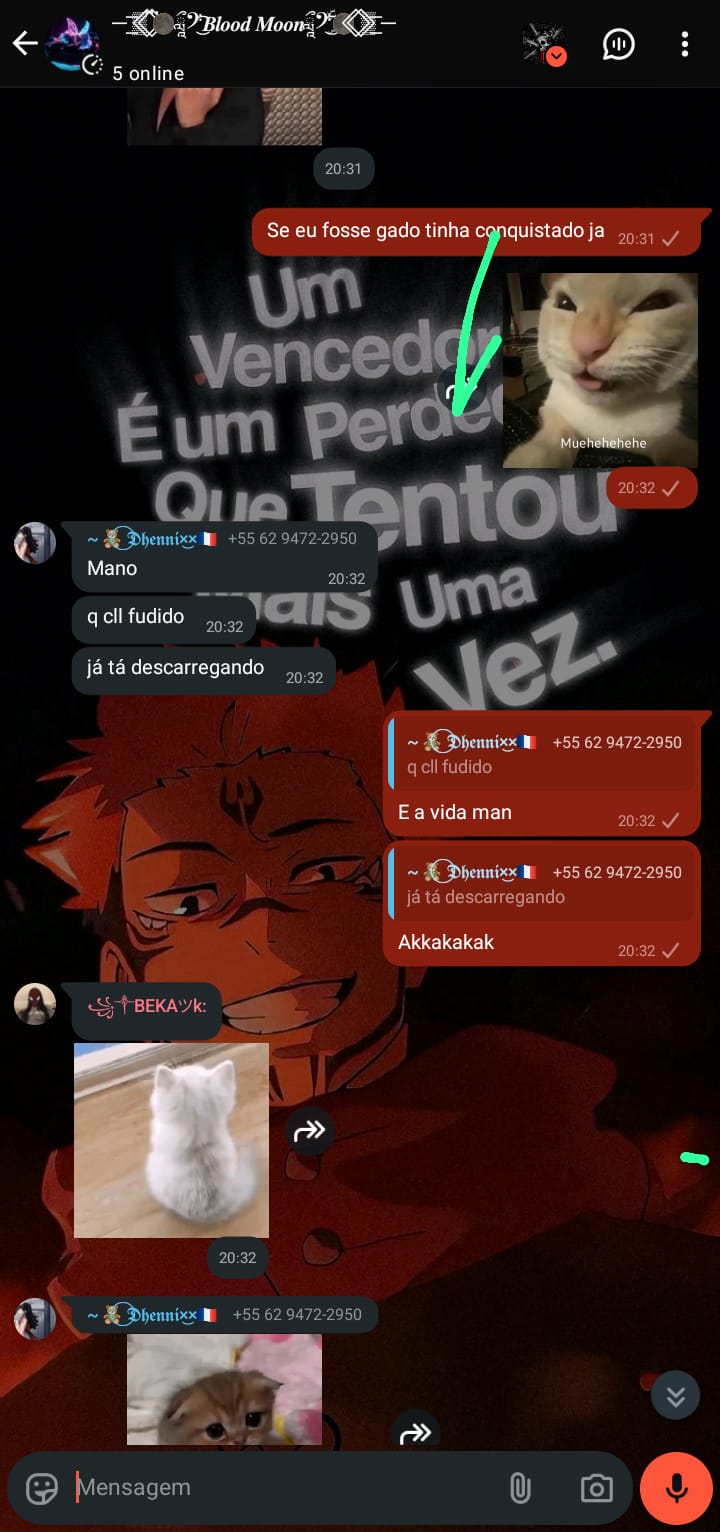 Blood Moon
5 online
20:31
Se eu fosse gado tinha conquistado ja 20:31
Um
Vencedor
É um
Que Tentou
Mais Uma
Vez.
Muehehehehe
20:32
~ Dhennixx +55 62 9472-2950
Mano 20:32
q cll fudido 20:32
já tá descarregando 20:32
~ Dhennixx +55 62 9472-2950
q cll fudido
E a vida man 20:32
~ Dhennixx +55 62 9472-2950
já tá descarregando
Akkakakak 20:32
BEKAツk:
20:32
~ Dhennixx +55 62 9472-2950
Mensagem